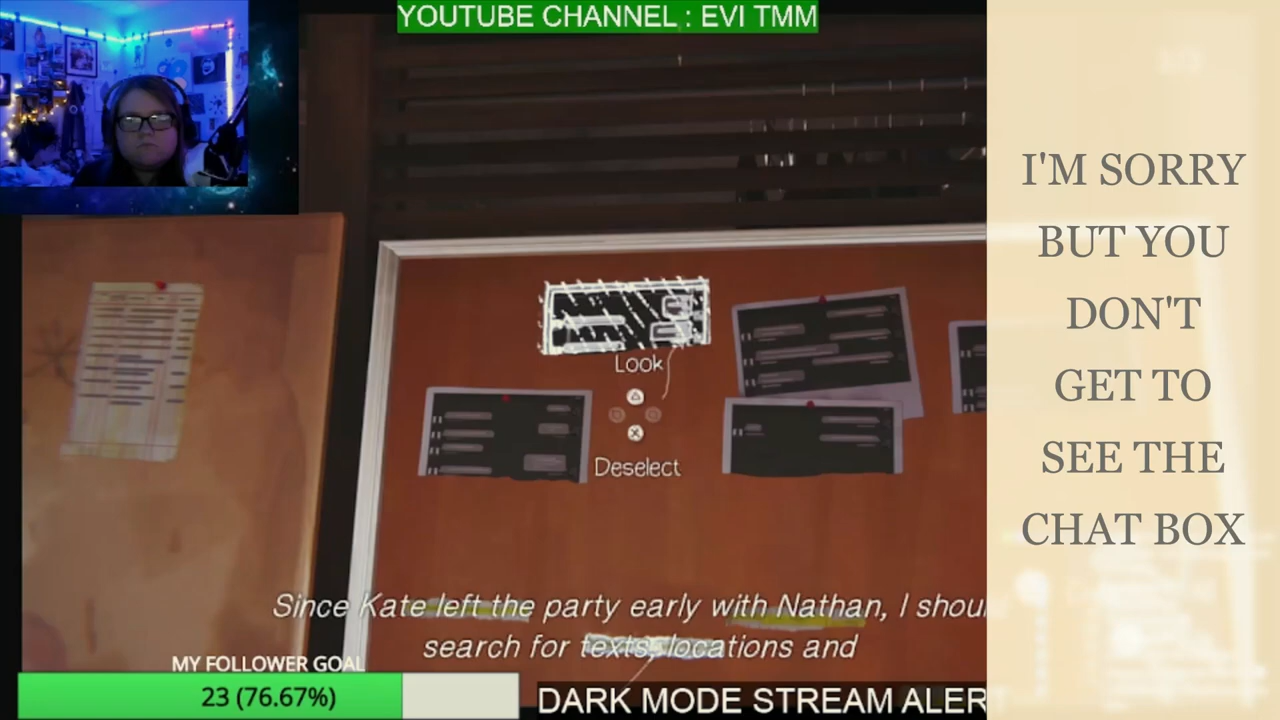 YOUTUBE CHANNEL : EVI TMM
I'M SORRY
BUT YOU
DON'T
GET TO
SEE THE
CHAT BOX
Look
Deselect
Since Kate left the party early with Nathan, I shoul
search for texts, locations and
MY FOLLOWER GOAL
23 (76.67%)
DARK MODE STREAM ALER